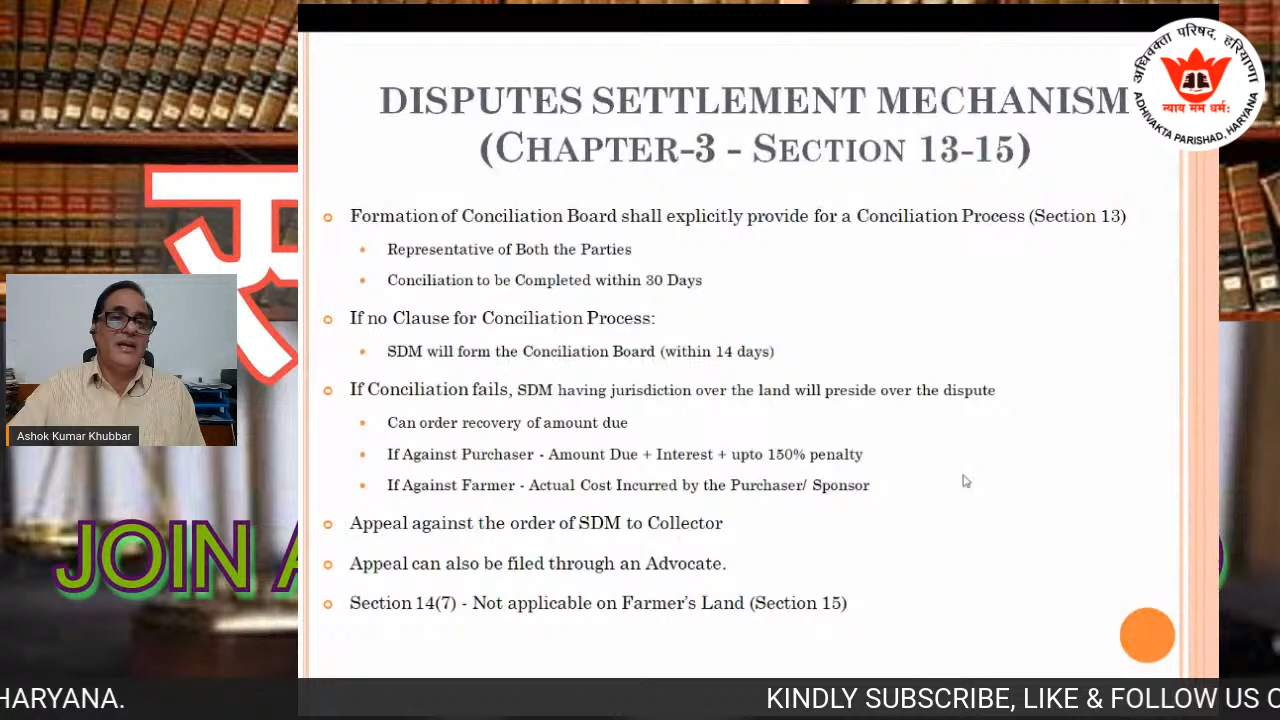 DISPUTES SETTLEMENT MECHANISM
(CHAPTER-3 - SECTION 13-15)
अधिवक्ता परिषद, हरियाणा
न्याय मम धर्म:
ADHIVAKTA PARISHAD, HARYANA
Formation of Conciliation Board shall explicitly provide for a Conciliation Process (Section 13)
Representative of Both the Parties
Conciliation to be Completed within 30 Days
If no Clause for Conciliation Process:
SDM will form the Conciliation Board (within 14 days)
If Conciliation fails, SDM having jurisdiction over the land will preside over the dispute
Can order recovery of amount due
If Against Purchaser - Amount Due + Interest + upto 150% penalty
If Against Farmer - Actual Cost Incurred by the Purchaser/ Sponsor
Appeal against the order of SDM to Collector
Appeal can also be filed through an Advocate.
Section 14(7) - Not applicable on Farmer's Land (Section 15)
Ashok Kumar Khubbar
JOIN
HARYANA.
KINDLY SUBSCRIBE, LIKE & FOLLOW US